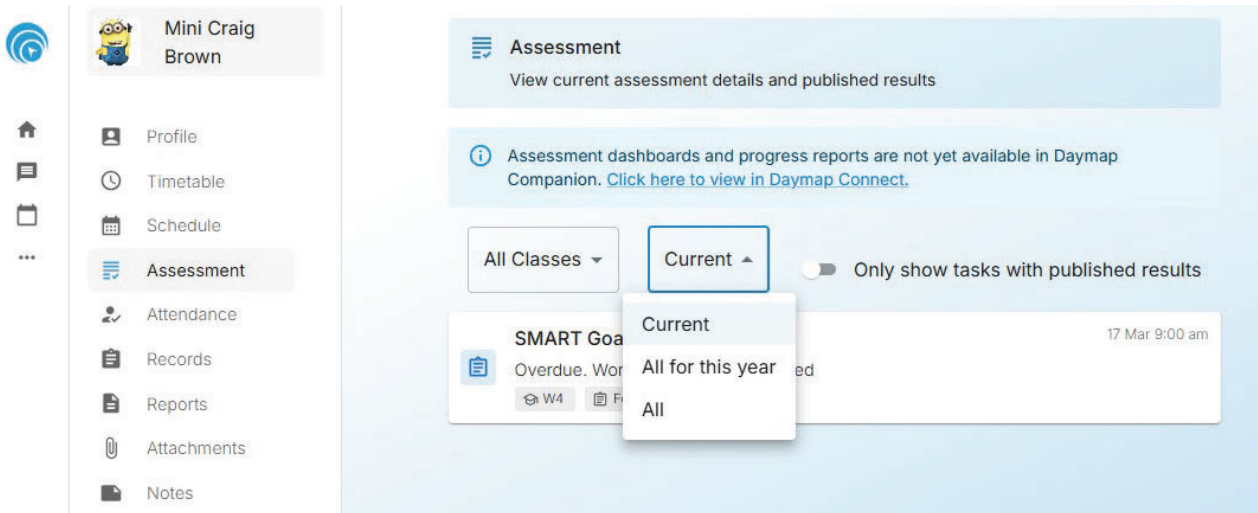 Mini Craig
Brown
Profile
Timetable
Schedule
Assessment
Attendance
Records
Reports
Attachments
Notes
Assessment
View current assessment details and published results
Assessment dashboards and progress reports are not yet available in Daymap
Companion. Click here to view in Daymap Connect.
All Classes
Current
Only show tasks with published results
Current
All for this year
All
SMART Goa
17 Mar 9:00 am
Overdue. Wor
ed
W4